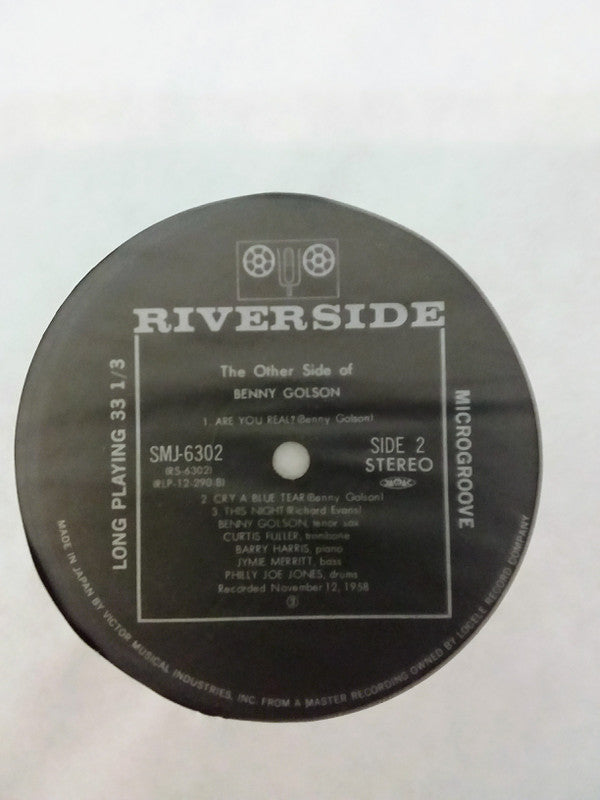 RIVERSIDE
The Other Side of
BENNY GOLSON
1. ARE YOU REAL? (Benny Golson)
SMJ-6302
(RS-6302)
(RLP-12-290 B)
SIDE 2
STEREO
2. CRY A BLUE TEAR (Benny Golson)
3. THIS NIGHT (Richard Evans)
BENNY GOLSON, tenor sax
CURTIS FULLER, trombone
BARRY HARRIS, piano
JYMIE MERRITT, bass
PHILLY JOE JONES, drums
Recorded November 12, 1958
LONG PLAYING 33 1/3
MICROGROOVE
MADE IN JAPAN BY VICTOR MUSICAL INDUSTRIES, INC. FROM A MASTER RECORDING OWNED BY RECORD COMPANY